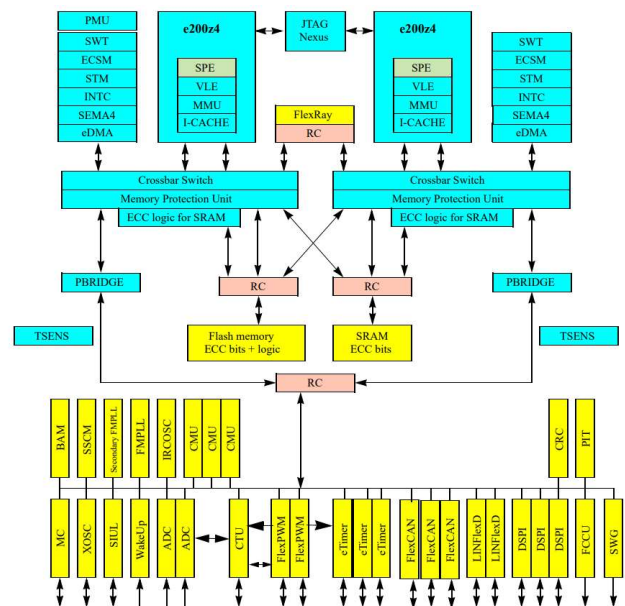 PMU
SWT
ECSM
STM
INTC
SEMA4
eDMA
e200z4
SPE
VLE
MMU
I-CACHE
JTAG
Nexus
FlexRay
RC
e200z4
SPE
VLE
MMU
I-CACHE
SWT
ECSM
STM
INTC
SEMA4
eDMA
Crossbar Switch
Memory Protection Unit
ECC logic for SRAM
Crossbar Switch
Memory Protection Unit
ECC logic for SRAM
PBRIDGE
RC
RC
PBRIDGE
TSENS
Flash memory
ECC bits + logic
SRAM
ECC bits
TSENS
RC
BAM
SSCM
Secondary FMPLL
FMPLL
IRCOSC
CMU
CMU
CMU
CRC
PIT
MC
XOSC
SIUL
WakeUp
ADC
ADC
CTU
FlexPWM
FlexPWM
eTimer
eTimer
eTimer
FlexCAN
FlexCAN
FlexCAN
LINFlexD
LINFlexD
DSPI
DSPI
DSPI
FCCU
SWG